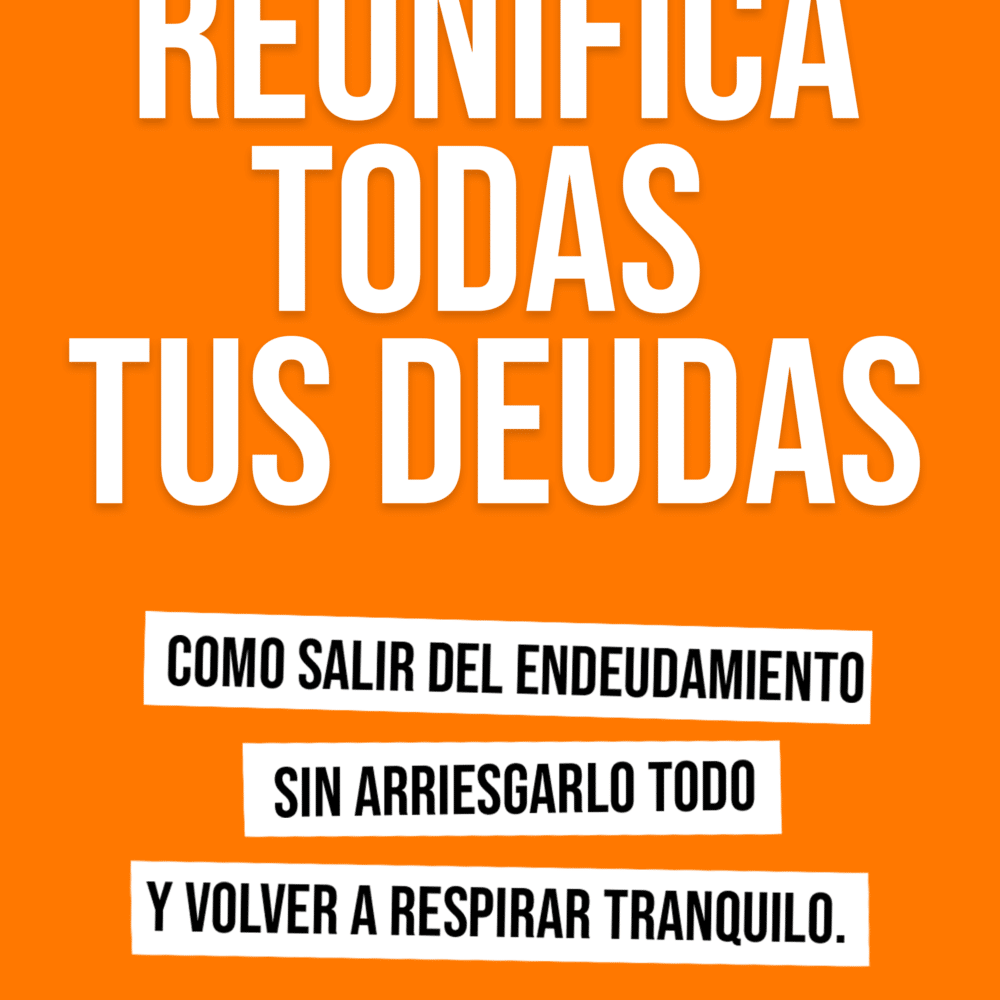 REUNIFICA
TODAS
TUS DEUDAS
COMO SALIR DEL ENDEUDAMIENTO
SIN ARRIESGARLO TODO
Y VOLVER A RESPIRAR TRANQUILO.